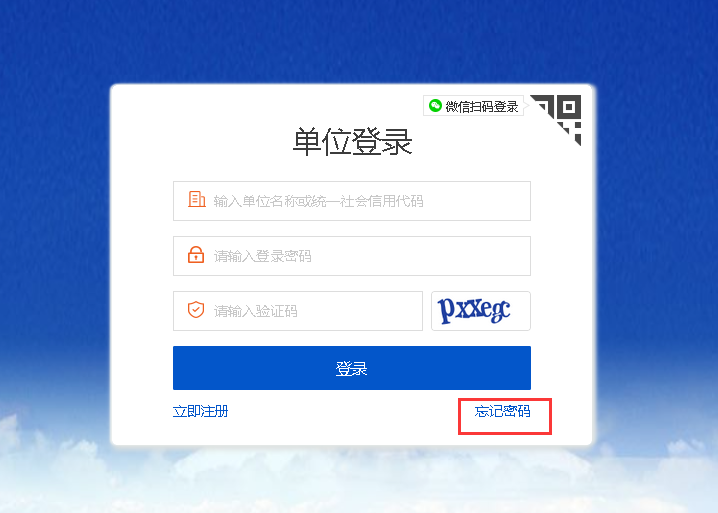 微信扫码登录
单位登录
输入单位名称或统一社会信用代码
请输入登录密码
请输入验证码
pxxegc
登录
立即注册
忘记密码